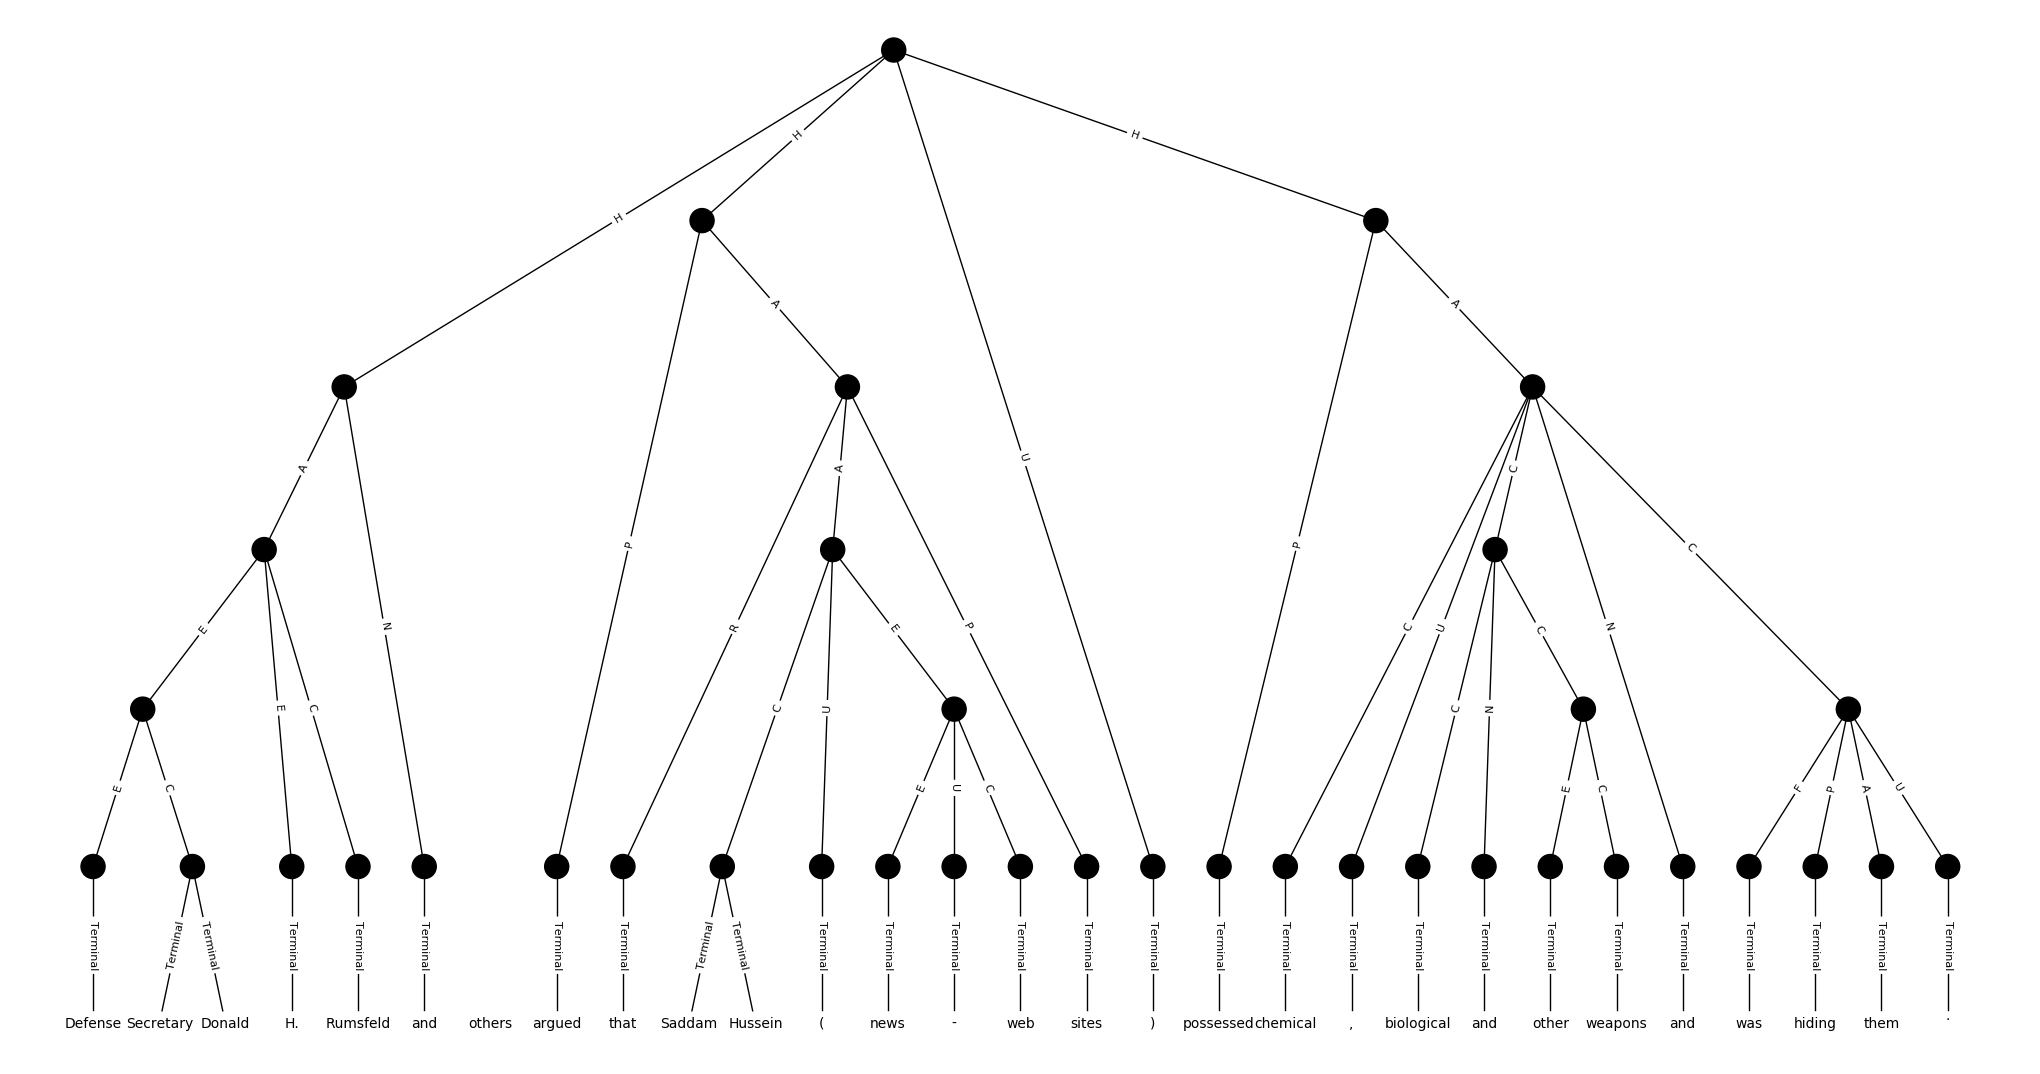 H
H
H
A
A
A
A
C
U
P
P
C
E
N
R
E
P
C
U
C
N
E
C
C
U
C
N
E
C
E
U
C
E
C
F
P
A
U
Terminal Terminal Terminal Terminal Terminal Terminal Terminal Terminal Terminal Terminal Terminal Terminal Terminal Terminal Terminal Terminal Terminal Terminal Terminal Terminal Terminal Terminal Terminal Terminal Terminal Terminal Terminal Terminal
Defense Secretary Donald H. Rumsfeld and others argued that Saddam Hussein ( news - web sites ) possessed chemical , biological and other weapons and was hiding them .